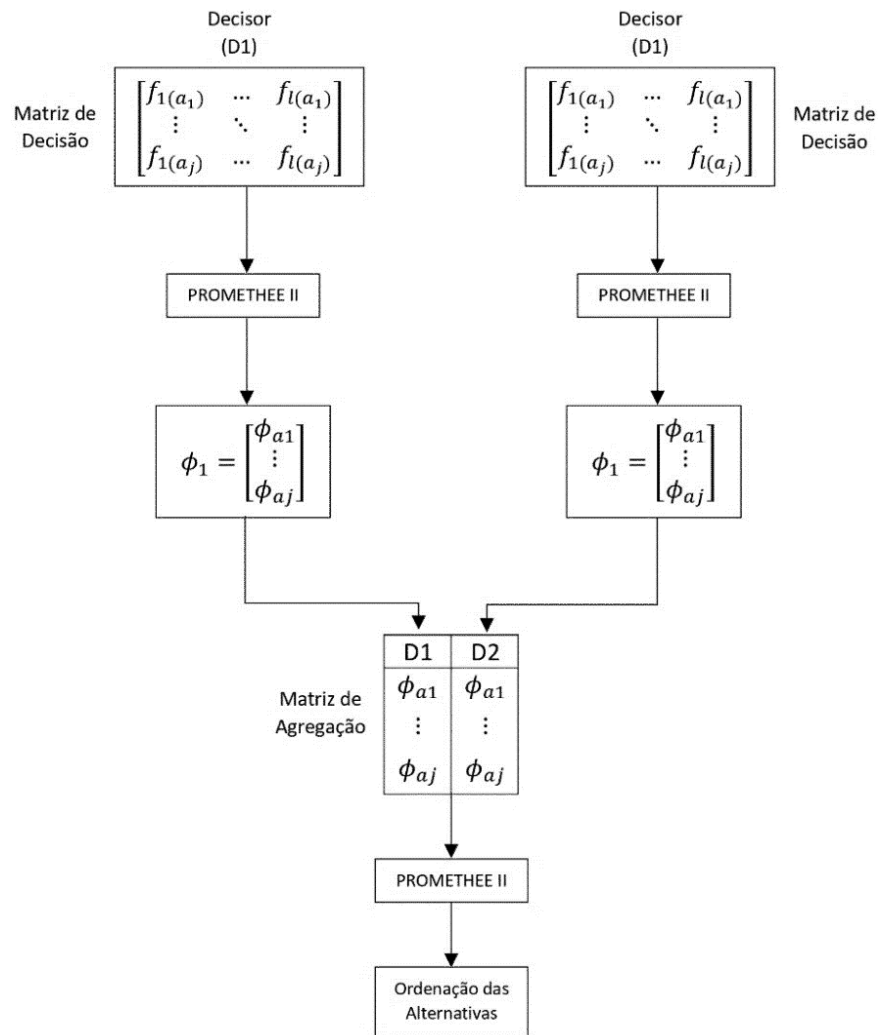 Decisor
(D1)
Matriz de
Decisão
f₁(a₁) ⋯ fₗ(a₁)
⋮ ⋱ ⋮
f₁(aⱼ) ⋯ fₗ(aⱼ)
PROMETHEE II
ϕ₁ =
ϕₐ₁
⋮
ϕₐⱼ
Decisor
(D1)
f₁(a₁) ⋯ fₗ(a₁)
⋮ ⋱ ⋮
f₁(aⱼ) ⋯ fₗ(aⱼ)
Matriz de
Decisão
PROMETHEE II
ϕ₁ =
ϕₐ₁
⋮
ϕₐⱼ
Matriz de
Agregação
D1 D2
ϕₐ₁ ϕₐ₁
⋮ ⋮
ϕₐⱼ ϕₐⱼ
PROMETHEE II
Ordenação das
Alternativas